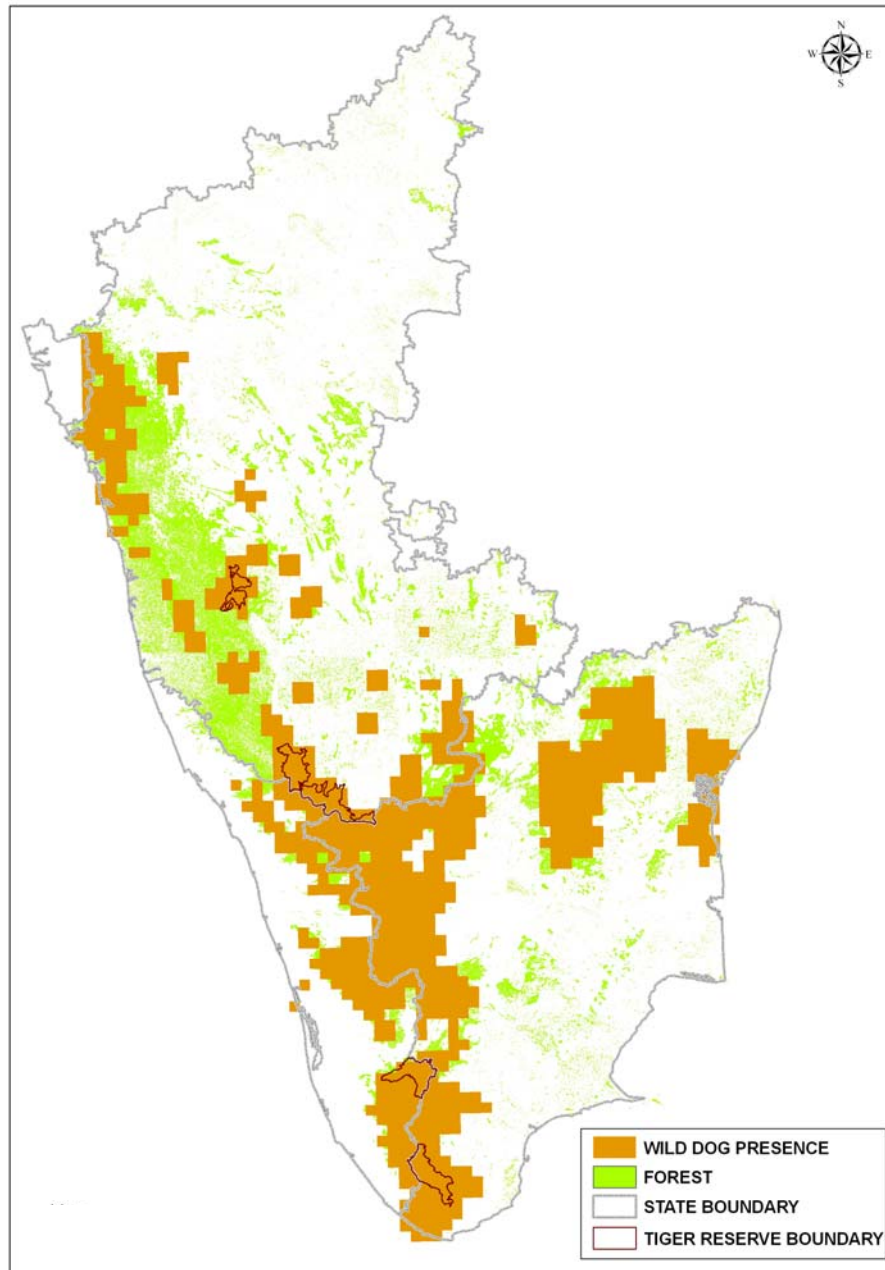 N
W E
S
WILD DOG PRESENCE
FOREST
STATE BOUNDARY
TIGER RESERVE BOUNDARY